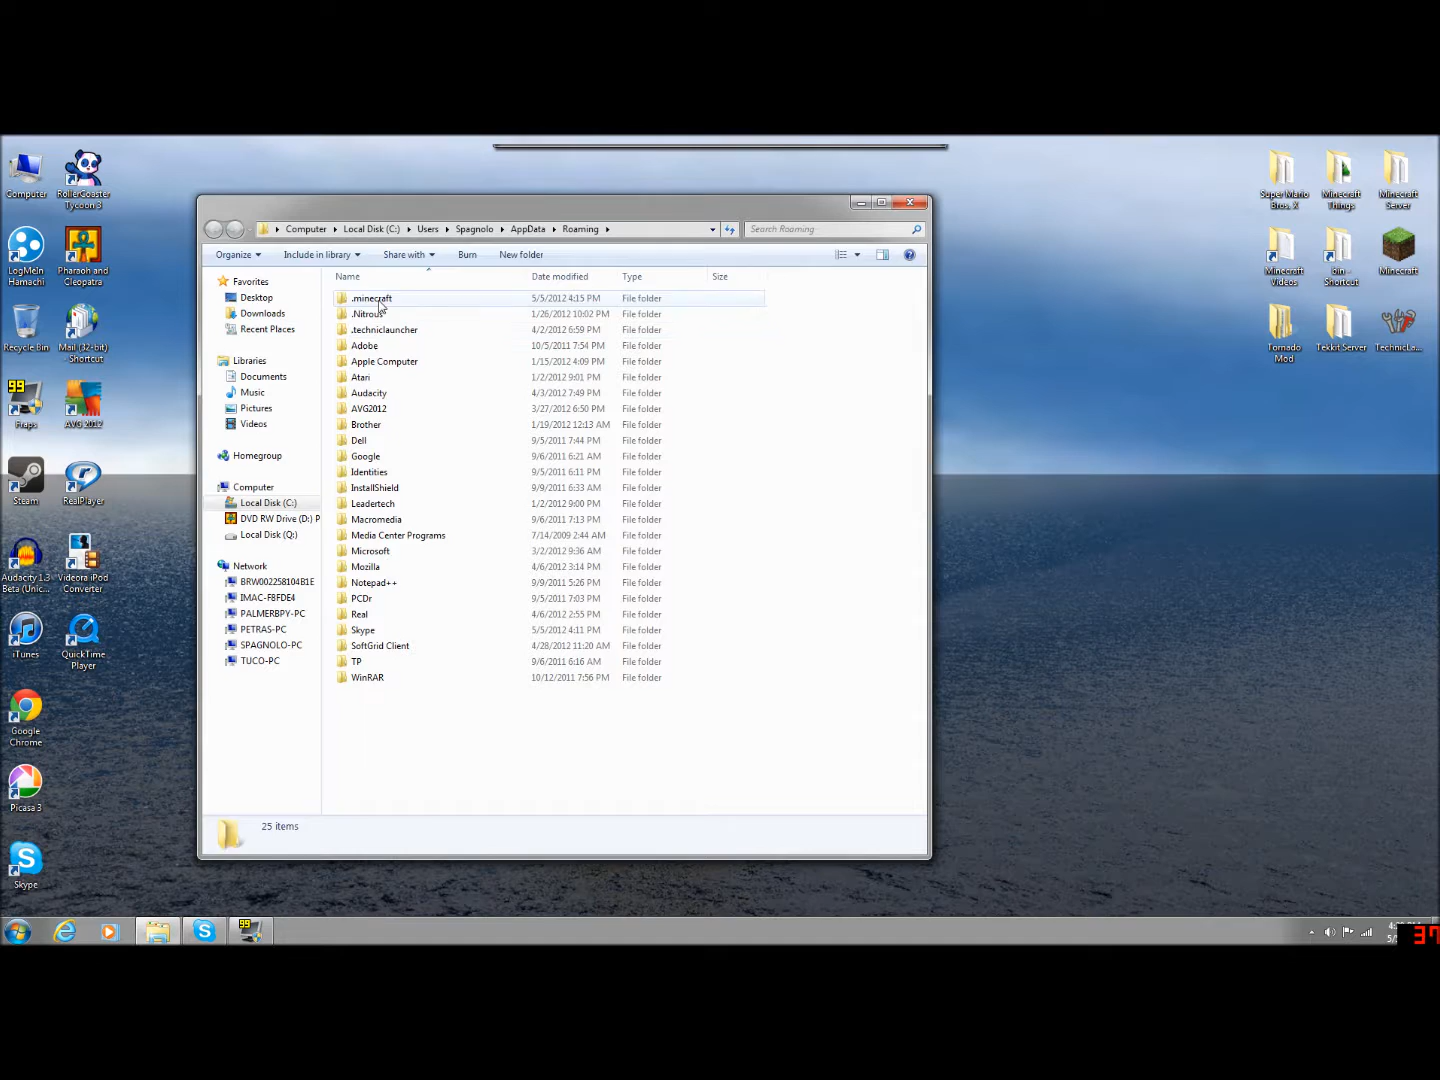 Computer
RollerCoaster
Tycoon 3
LogMeIn
Hamachi
Pharaoh and
Cleopatra
Recycle Bin
Mail (32-bit)
- Shortcut
99
Fraps
AVG 2012
Steam
RealPlayer
Audacity 1.3
Beta (Unic...
Videora iPod
Converter
iTunes
QuickTime
Player
Google
Chrome
Picasa 3
Skype
Computer Local Disk (C:) Users Spagnolo AppData Roaming
Search Roaming
Organize Include in library Share with Burn New folder
Favorites
Desktop
Downloads
Recent Places
Libraries
Documents
Music
Pictures
Videos
Homegroup
Computer
Local Disk (C:)
DVD RW Drive (D:) P
Local Disk (Q:)
Network
BRW002258104B1E
IMAC-F8FDE4
PALMERBPY-PC
PETRAS-PC
SPAGNOLO-PC
TUCO-PC
Name Date modified Type Size
.minecraft 5/5/2012 4:15 PM File folder
.Nitrous 1/26/2012 10:02 PM File folder
.techniclauncher 4/2/2012 6:59 PM File folder
Adobe 10/5/2011 7:54 PM File folder
Apple Computer 1/15/2012 4:09 PM File folder
Atari 1/2/2012 9:01 PM File folder
Audacity 4/3/2012 7:49 PM File folder
AVG2012 3/27/2012 6:50 PM File folder
Brother 1/19/2012 12:13 AM File folder
Dell 9/5/2011 7:44 PM File folder
Google 9/6/2011 6:21 AM File folder
Identities 9/5/2011 6:11 PM File folder
InstallShield 9/9/2011 6:33 AM File folder
Leadertech 1/2/2012 9:00 PM File folder
Macromedia 9/6/2011 7:13 PM File folder
Media Center Programs 7/14/2009 2:44 AM File folder
Microsoft 3/2/2012 9:36 AM File folder
Mozilla 4/6/2012 3:14 PM File folder
Notepad++ 9/9/2011 5:26 PM File folder
PCDr 9/5/2011 7:03 PM File folder
Real 4/6/2012 2:55 PM File folder
Skype 5/5/2012 4:11 PM File folder
SoftGrid Client 4/28/2012 11:20 AM File folder
TP 9/6/2011 6:16 AM File folder
WinRAR 10/12/2011 7:56 PM File folder
25 items
Super Mario
Bros. X
Minecraft
Things
Minecraft
Server
Minecraft
Videos
bin -
Shortcut
Minecraft
Tornado
Mod
Tekkit Server
TechnicLa...
99
37